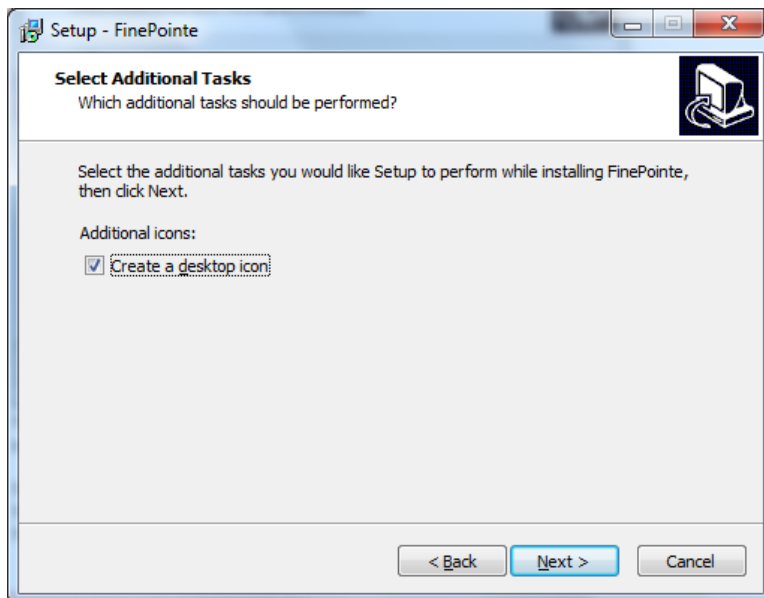 Setup - FinePointe
Select Additional Tasks
Which additional tasks should be performed?
Select the additional tasks you would like Setup to perform while installing FinePointe,
then click Next.
Additional icons:
Create a desktop icon
< Back
Next >
Cancel